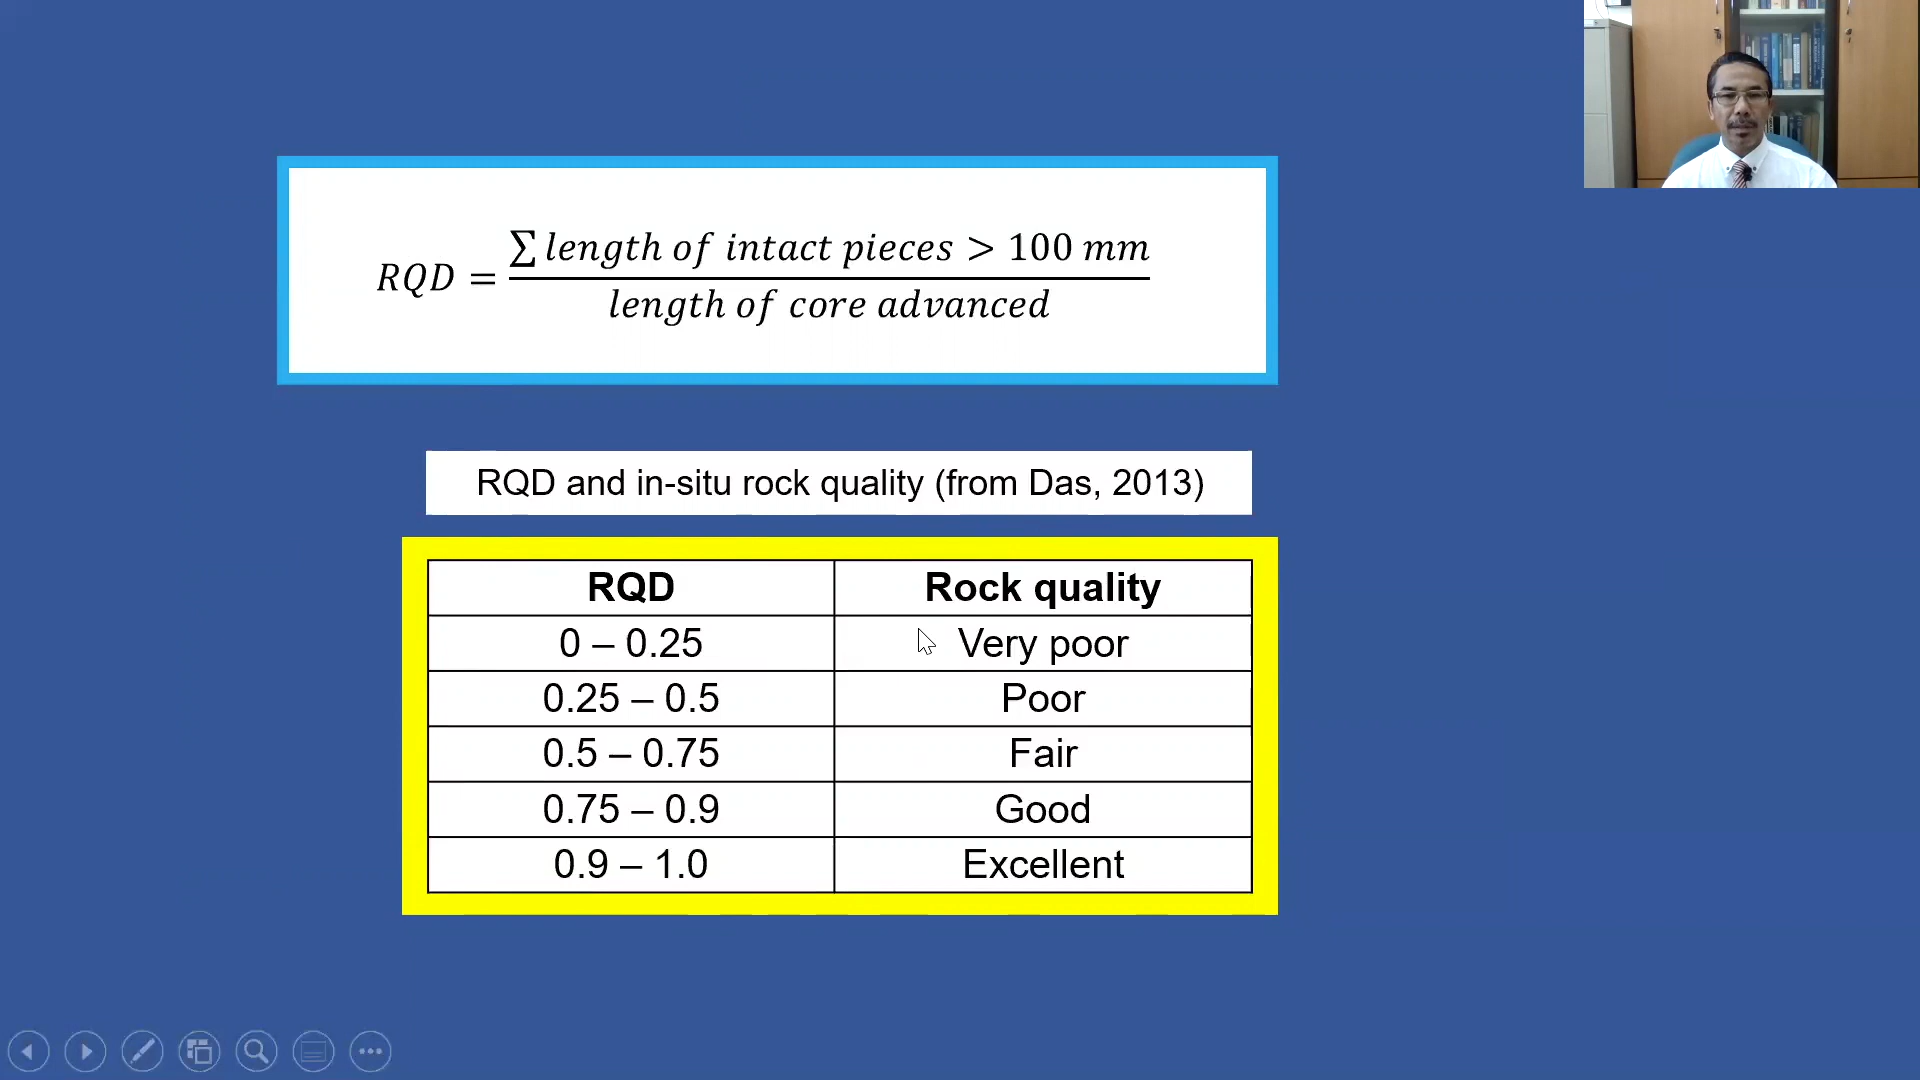 RQD = ∑ length of intact pieces > 100 mm / length of core advanced
RQD and in-situ rock quality (from Das, 2013)
RQD Rock quality
0 – 0.25 Very poor
0.25 – 0.5 Poor
0.5 – 0.75 Fair
0.75 – 0.9 Good
0.9 – 1.0 Excellent